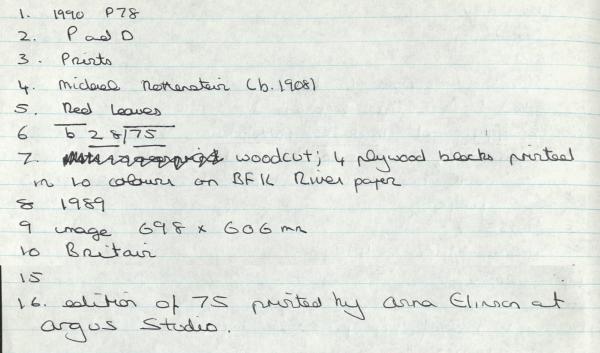 1. 1990 P78
2. P and D
3. Prints
4. Michael Rothenstein (b.1908)
5. Red Leaves
6 b 28/75
7. woodcut; 4 plywood blocks printed
in 10 colours on BFK Rives paper
8 1989
9 image 698 x 606 mm
10 Britain
15
16. edition of 75 printed by Anna Elinson at
Argus Studio.